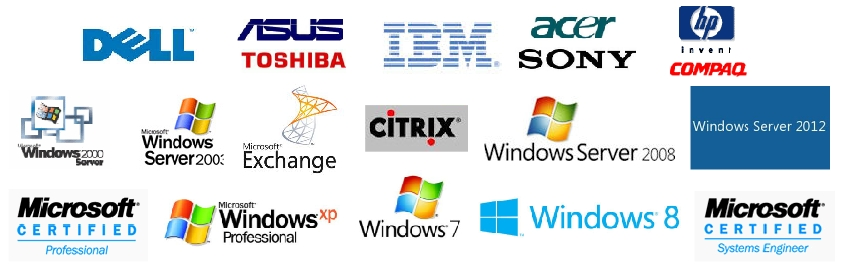 DELL
ASUS
TOSHIBA
IBM®
acer
SONY
hp
invent
COMPAQ
Microsoft
Windows 2000
Server
Microsoft®
Windows
Server 2003
Microsoft®
Exchange
CITRIX®
Windows Server 2008
Windows Server 2012
Microsoft®
CERTIFIED
Professional
Microsoft®
Windows xp
Professional
Windows 7
Windows 8
Microsoft®
CERTIFIED
Systems Engineer